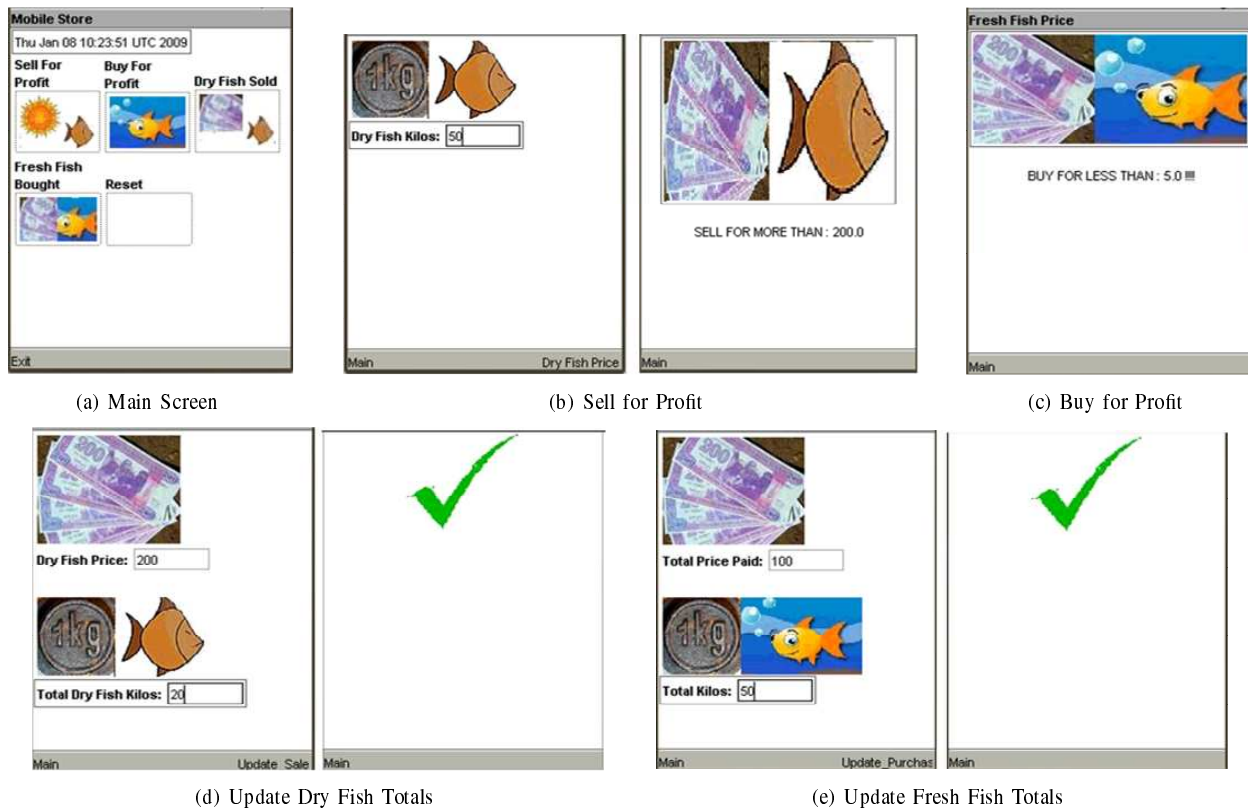 Mobile Store
Thu Jan 08 10:23:51 UTC 2009
Sell For
Profit
Buy For
Profit
Dry Fish Sold
Fresh Fish
Bought
Reset
Exit
(a) Main Screen
1kg
Dry Fish Kilos: 50
Main
Dry Fish Price
200
SELL FOR MORE THAN : 200.0
Main
(b) Sell for Profit
Fresh Fish Price
200
BUY FOR LESS THAN : 5.0 !!!!
Main
(c) Buy for Profit
200
Dry Fish Price: 200
1kg
Total Dry Fish Kilos: 20
Main
Update_Sale
Main
(d) Update Dry Fish Totals
200
Total Price Paid: 100
1kg
Total Kilos: 50
Main
Update_Purchas
Main
(e) Update Fresh Fish Totals